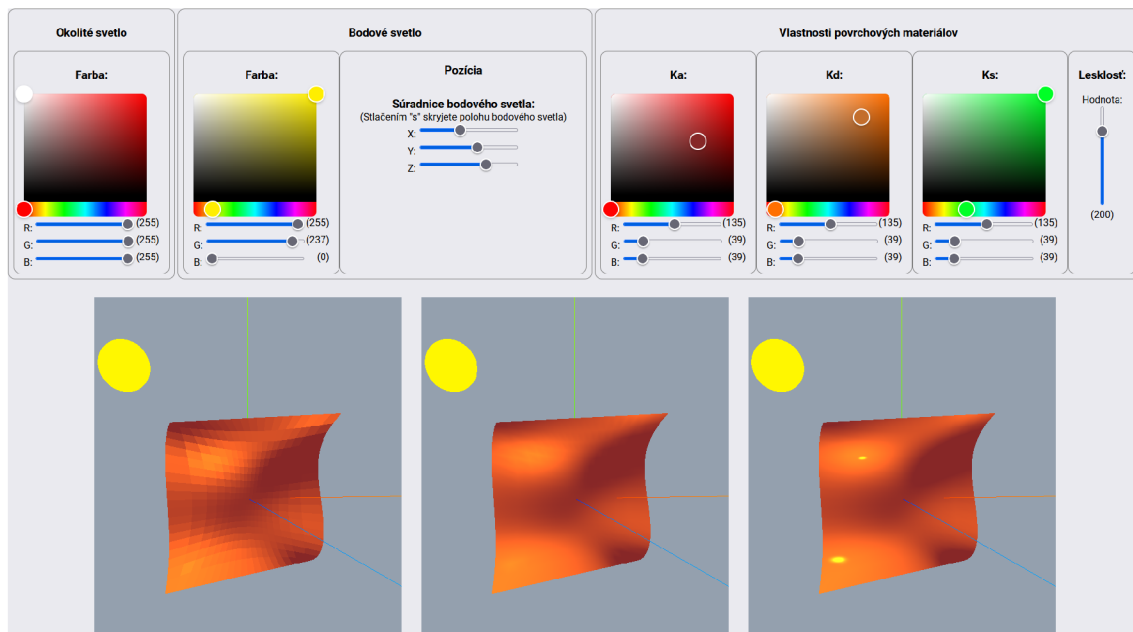 Okolité svetlo
Bodové svetlo
Vlastnosti povrchových materiálov
Farba:
R: (255)
G: (255)
B: (255)
Farba:
R: (255)
G: (237)
B: (0)
Pozícia
Súradnice bodového svetla:
(Stlačením "s" skryjete polohu bodového svetla)
X:
Y:
Z:
Ka:
R: (135)
G: (39)
B: (39)
Kd:
R: (135)
G: (39)
B: (39)
Ks:
R: (135)
G: (39)
B: (39)
Lesklosť:
Hodnota:
(200)